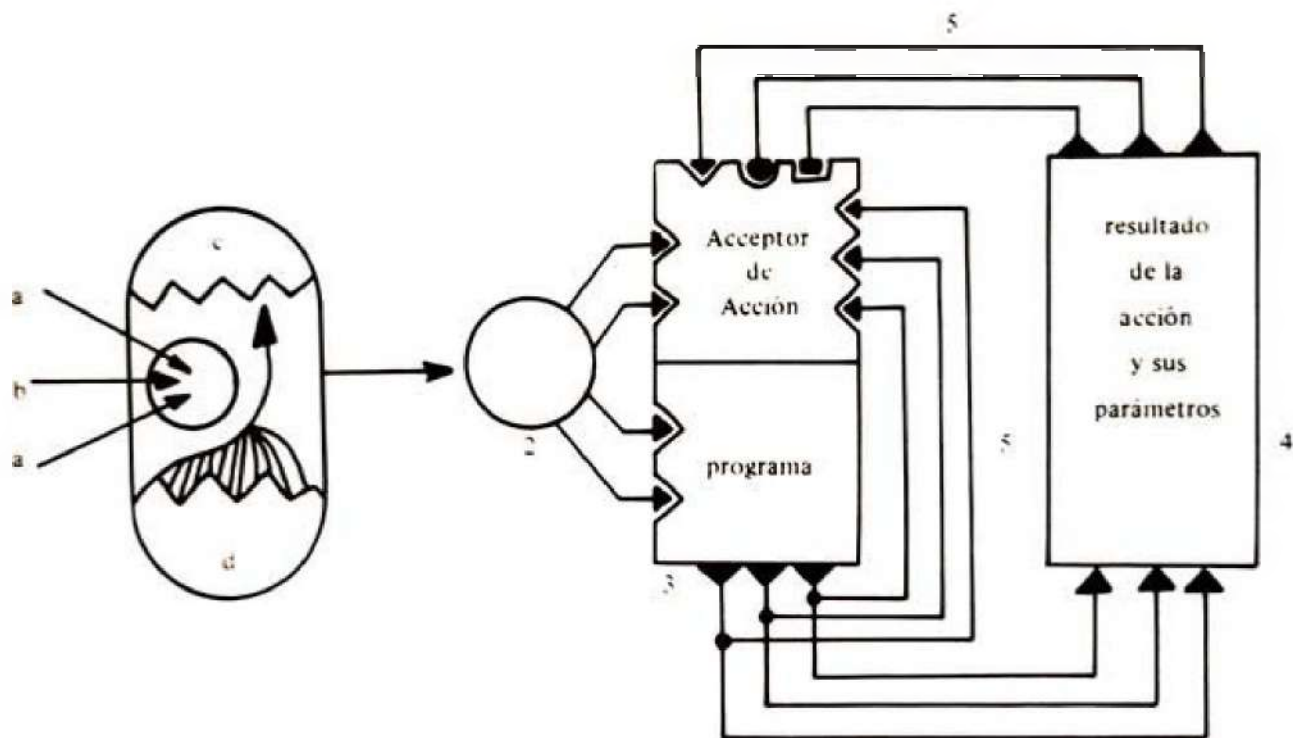 5
c
a
b
a
d
2
Acceptor
de
Acción
programa
3
5
resultado
de la
acción
y sus
parámetros
4